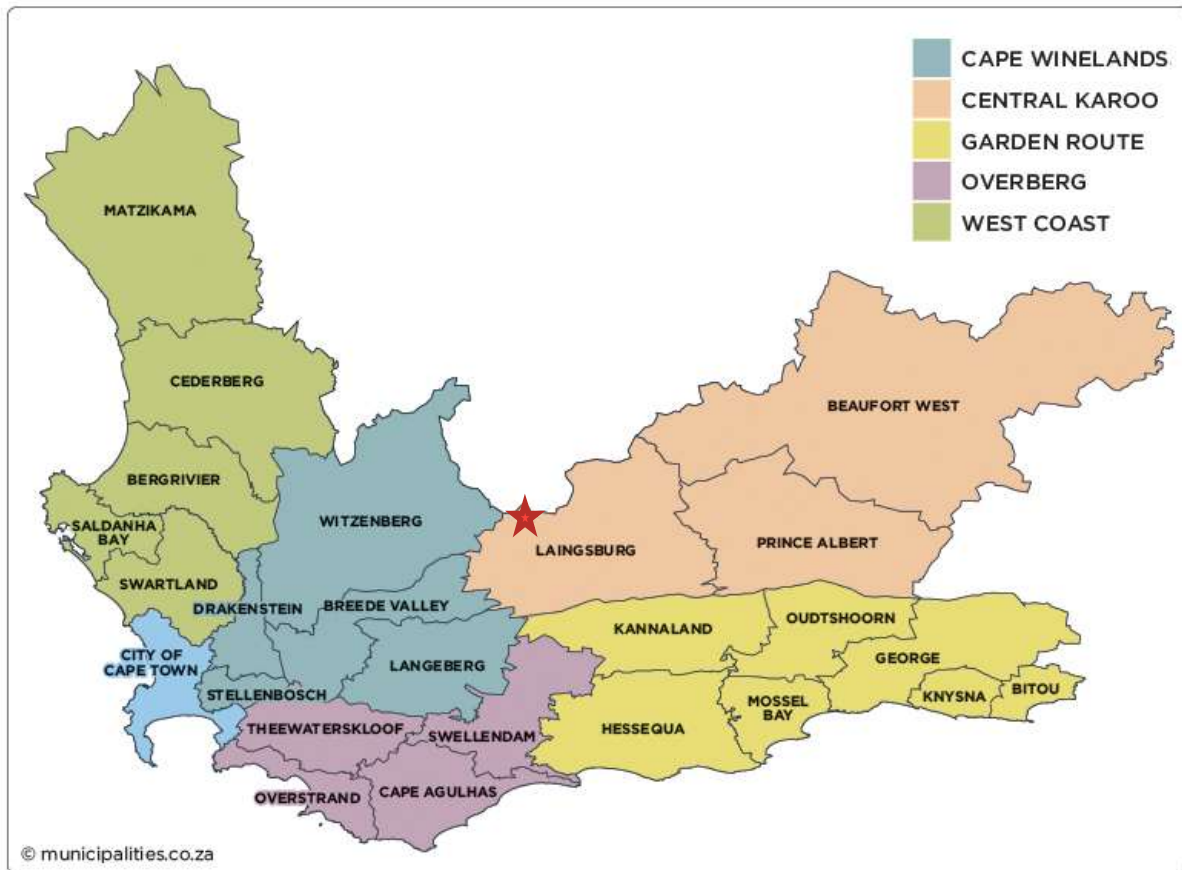 CAPE WINELANDS
CENTRAL KAROO
GARDEN ROUTE
OVERBERG
WEST COAST
MATZIKAMA
CEDERBERG
BEAUFORT WEST
BERGRIVIER
WITZENBERG
SALDANHA
BAY
LAINGSBURG
PRINCE ALBERT
SWARTLAND
DRAKENSTEIN
BREEDE VALLEY
KANNALAND
OUDTSHOORN
CITY OF
CAPE TOWN
LANGEBERG
GEORGE
STELLENBOSCH
KNYSNA
BITOU
MOSSEL
BAY
THEEWATERSKLOOF
SWELLENDAM
HESSEQUA
OVERSTRAND
CAPE AGULHAS
© municipalities.co.za